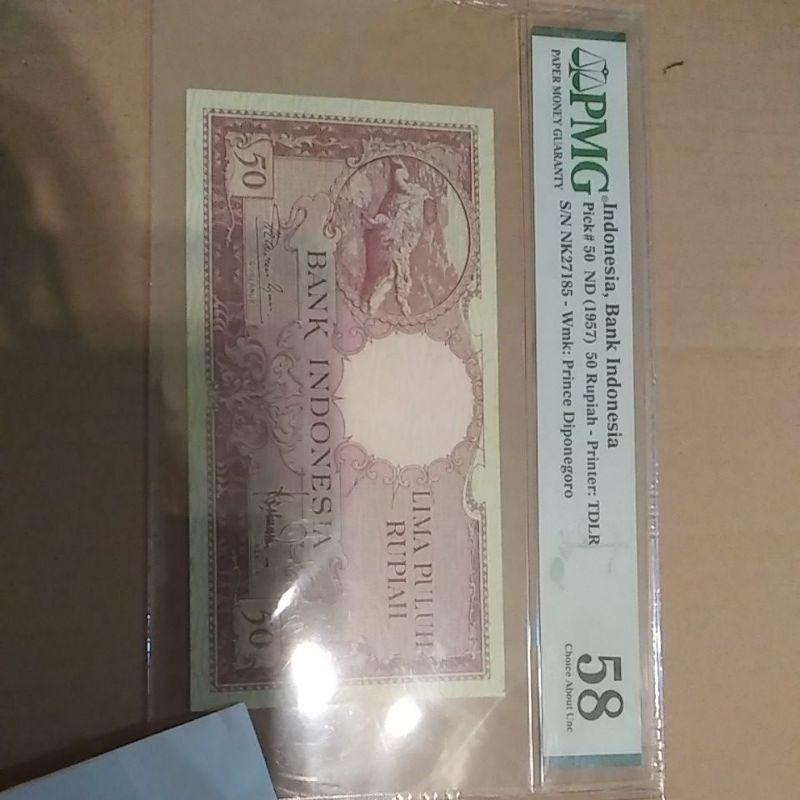 PMG
PAPER MONEY GUARANTY
Indonesia, Bank Indonesia
Pick# 50 ND (1957) 50 Rupiah - Printer: TDLR
S/N NK27185 - Wmk: Prince Diponegoro
58
Choice About Unc
LIMA PULUH
RUPIAH
BANK INDONESIA
50
50